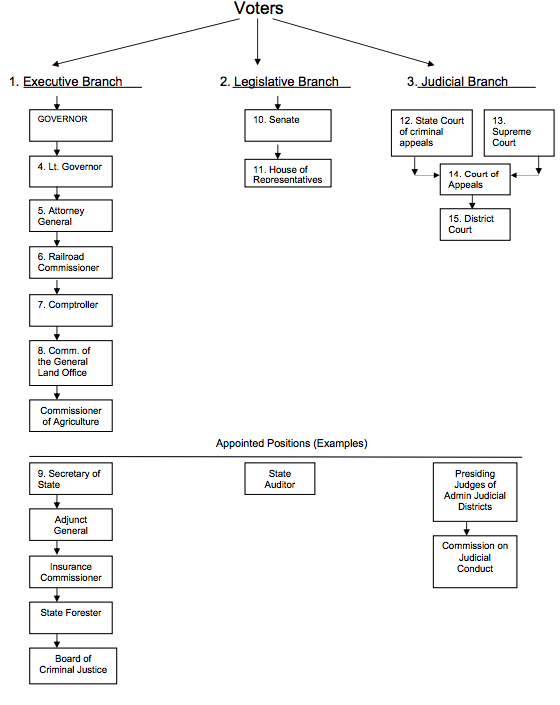 Voters
1. Executive Branch
2. Legislative Branch
3. Judicial Branch
GOVERNOR
4. Lt. Governor
5. Attorney
General
6. Railroad
Commissioner
7. Comptroller
8. Comm. of
the General
Land Office
Commissioner
of Agriculture
10. Senate
11. House of
Representatives
12. State Court
of criminal
appeals
13.
Supreme
Court
14. Court of
Appeals
15. District
Court
Appointed Positions (Examples)
9. Secretary of
State
Adjunct
General
Insurance
Commissioner
State Forester
Board of
Criminal Justice
State
Auditor
Presiding
Judges of
Admin Judicial
Districts
Commission on
Judicial
Conduct